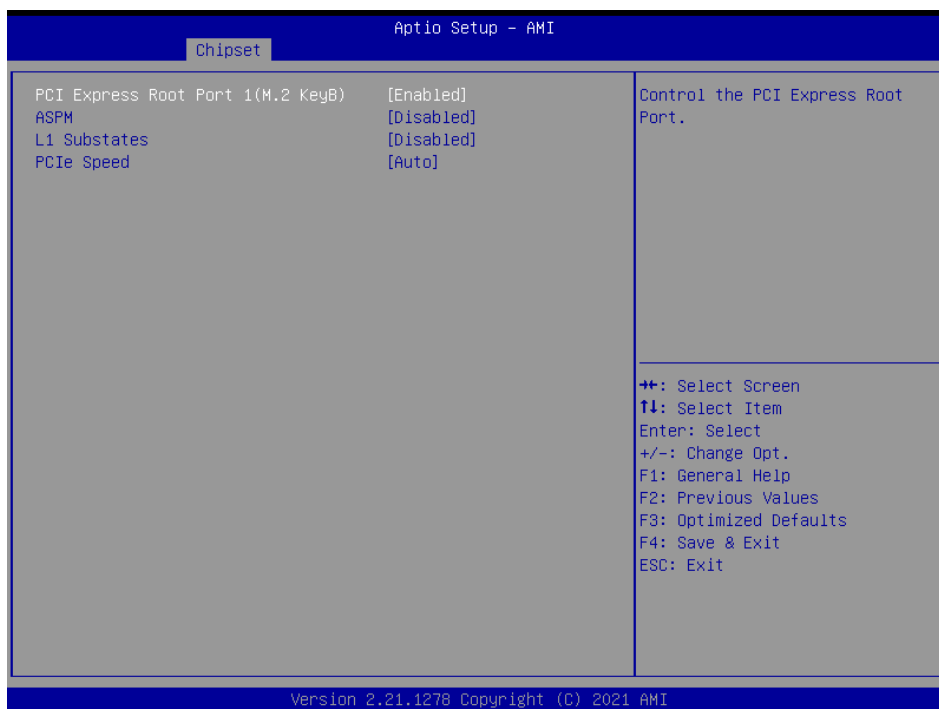 Aptio Setup – AMI
Chipset
PCI Express Root Port 1(M.2 KeyB) [Enabled]
ASPM [Disabled]
L1 Substates [Disabled]
PCIe Speed [Auto]
Control the PCI Express Root
Port.
→←: Select Screen
↑↓: Select Item
Enter: Select
+/-: Change Opt.
F1: General Help
F2: Previous Values
F3: Optimized Defaults
F4: Save & Exit
ESC: Exit
Version 2.21.1278 Copyright (C) 2021 AMI